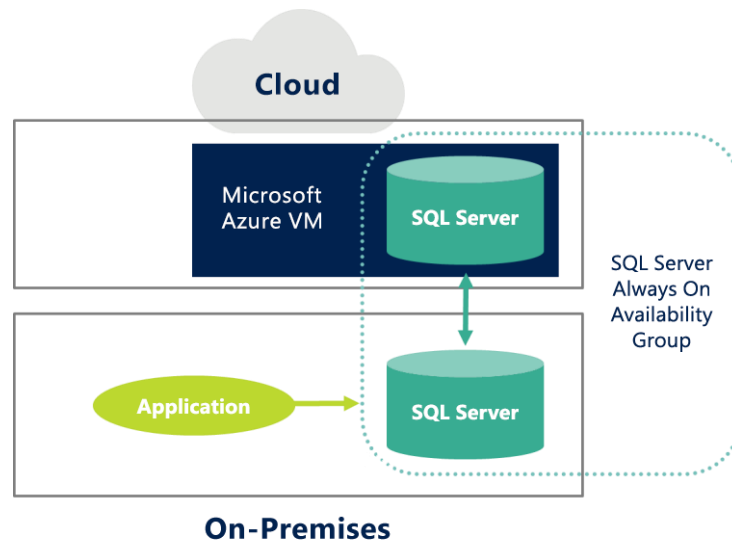 Cloud
Microsoft
Azure VM
SQL Server
SQL Server
Always On
Availability
Group
Application
SQL Server
On-Premises